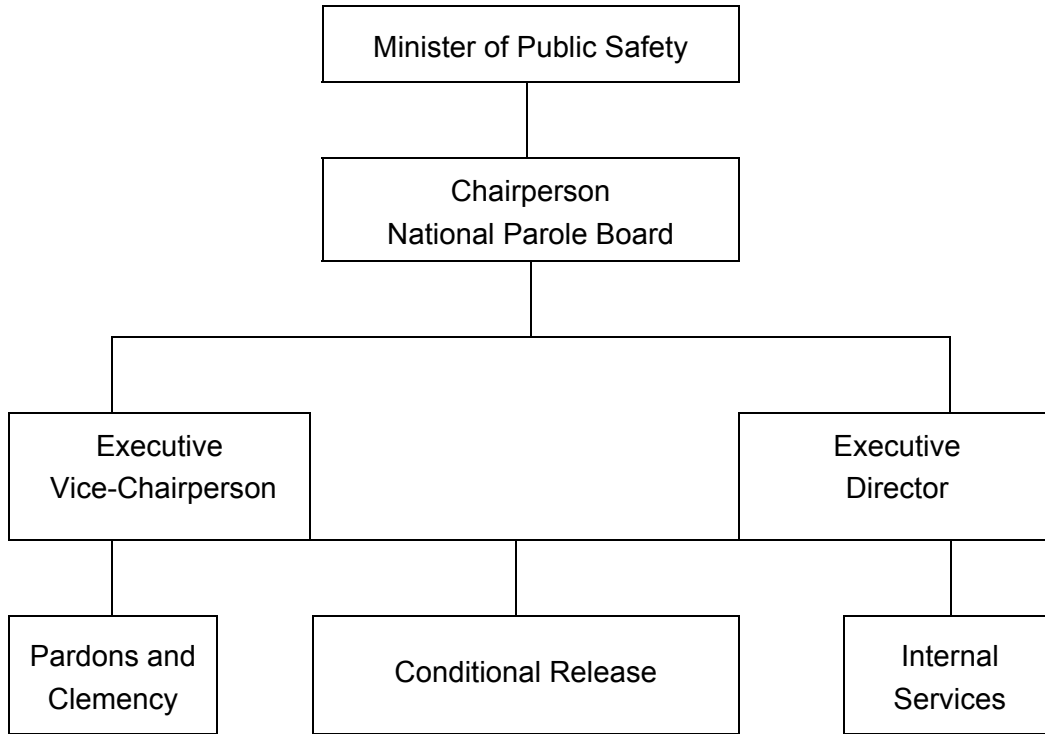 Minister of Public Safety
Chairperson
National Parole Board
Executive
Vice-Chairperson
Executive
Director
Pardons and
Clemency
Conditional Release
Internal
Services